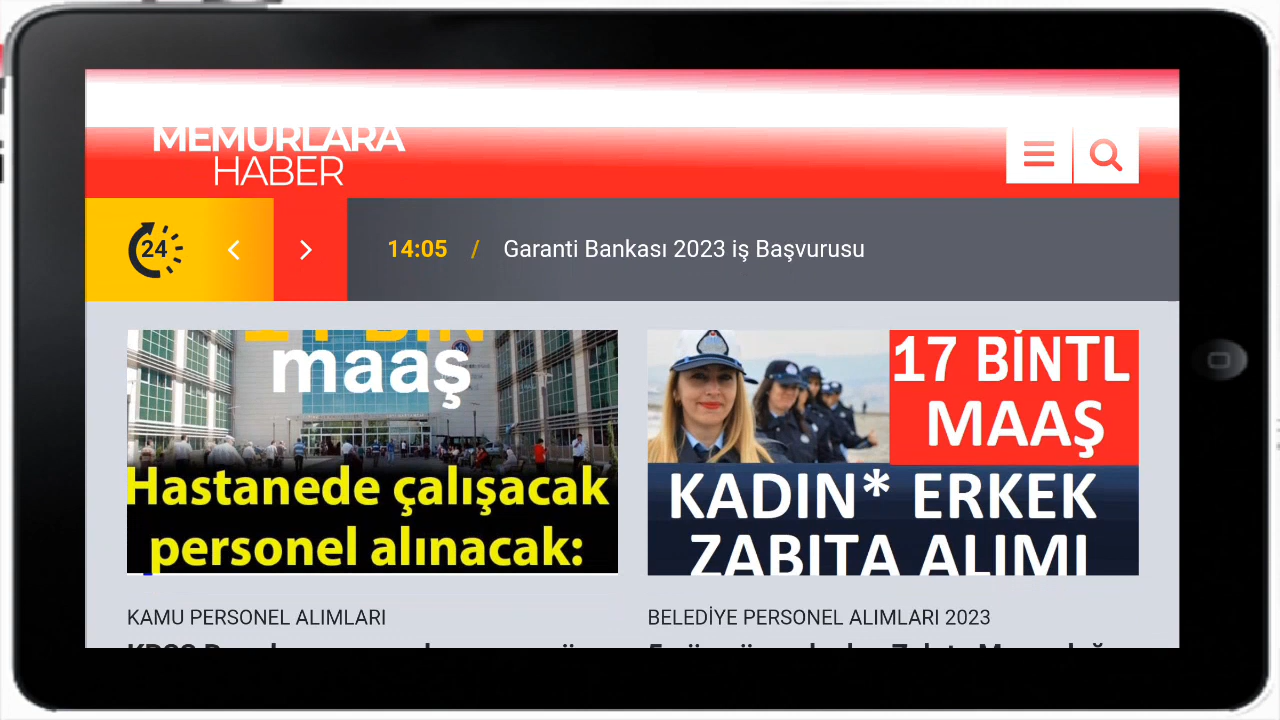 MEMURLARA
HABER
24
14:05 / Garanti Bankası 2023 iş Başvurusu
BİN
maaş
Hastanede çalışacak
personel alınacak:
17 BİNTL
MAAŞ
KADIN* ERKEK
ZABITA ALIMI
KAMU PERSONEL ALIMLARI
BELEDİYE PERSONEL ALIMLARI 2023